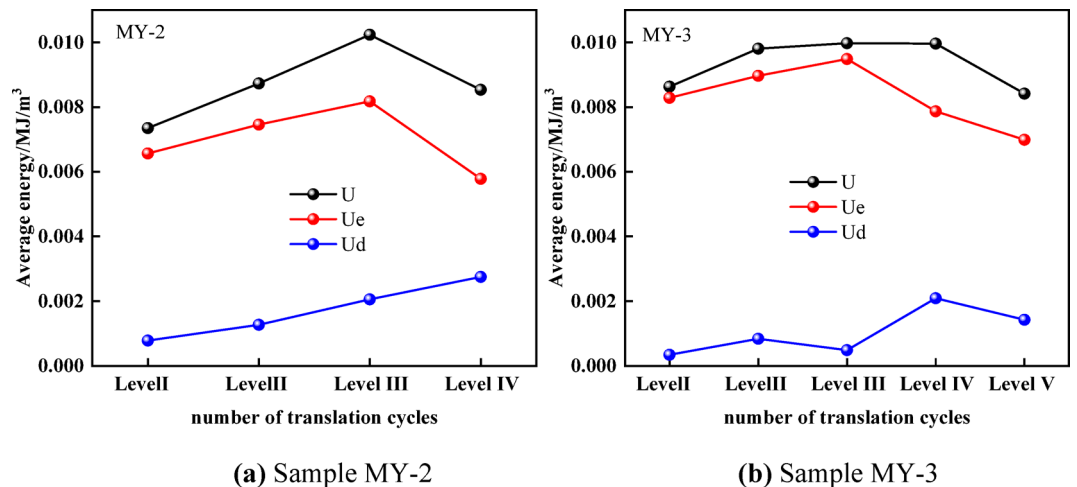 MY-2
Average energy/MJ/m³
0.010
0.008
0.006
0.004
0.002
0.000
U
Ue
Ud
LevelI LevelII Level III Level IV
number of translation cycles
(a) Sample MY-2
MY-3
Average energy/MJ/m³
0.010
0.008
0.006
0.004
0.002
0.000
U
Ue
Ud
LevelI LevelII Level III Level IV Level V
number of translation cycles
(b) Sample MY-3